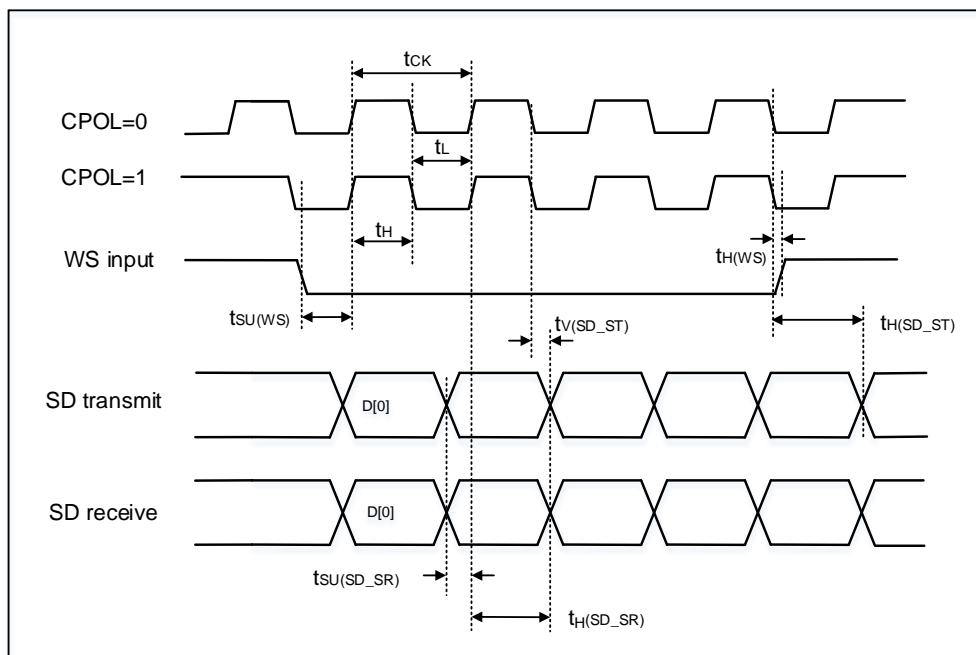 tCK
CPOL=0
tL
CPOL=1
tH
WS input
tH(WS)
tSU(WS)
tV(SD_ST)
tH(SD_ST)
SD transmit
D[0]
SD receive
D[0]
tSU(SD_SR)
tH(SD_SR)